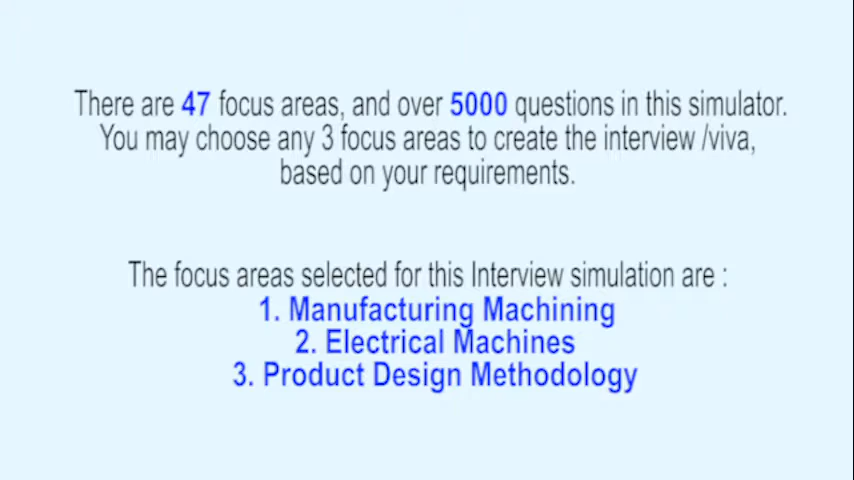 There are 47 focus areas, and over 5000 questions in this simulator.
You may choose any 3 focus areas to create the interview /viva,
based on your requirements.
The focus areas selected for this Interview simulation are :
1. Manufacturing Machining
2. Electrical Machines
3. Product Design Methodology